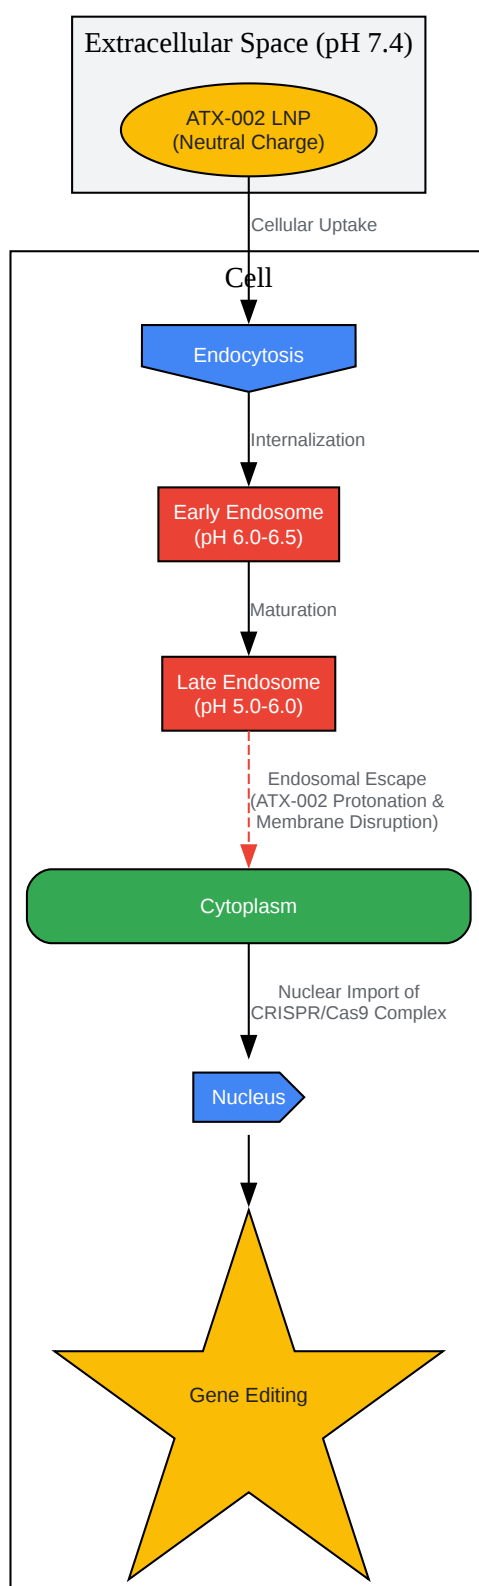 Extracellular Space (pH 7.4)
ATX-002 LNP
(Neutral Charge)
Cellular Uptake
Cell
Endocytosis
Internalization
Early Endosome
(pH 6.0-6.5)
Maturation
Late Endosome
(pH 5.0-6.0)
Endosomal Escape
(ATX-002 Protonation &
Membrane Disruption)
Cytoplasm
Nuclear Import of
CRISPR/Cas9 Complex
Nucleus
Gene Editing